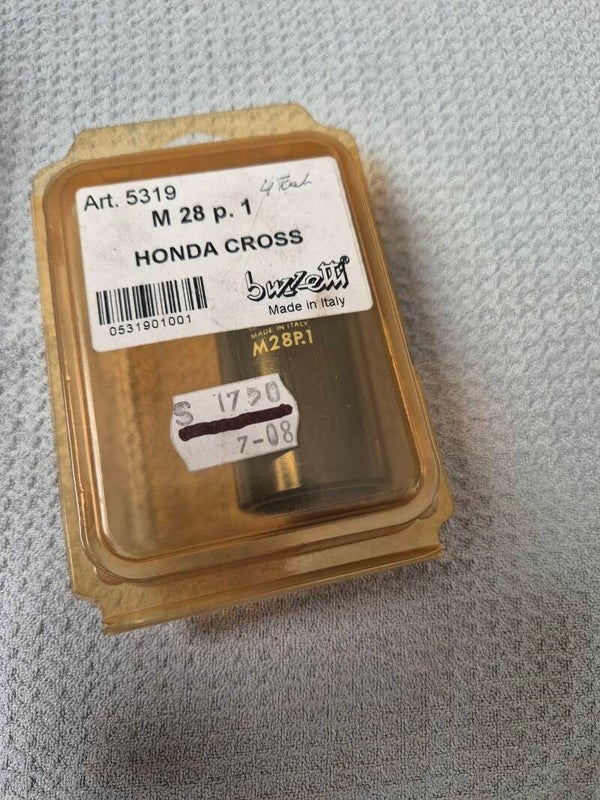 Art. 5319
M 28 p. 1
HONDA CROSS
buzzetti®
Made in Italy
0531901001
MADE IN ITALY
M28P.1
S 1750
7-08